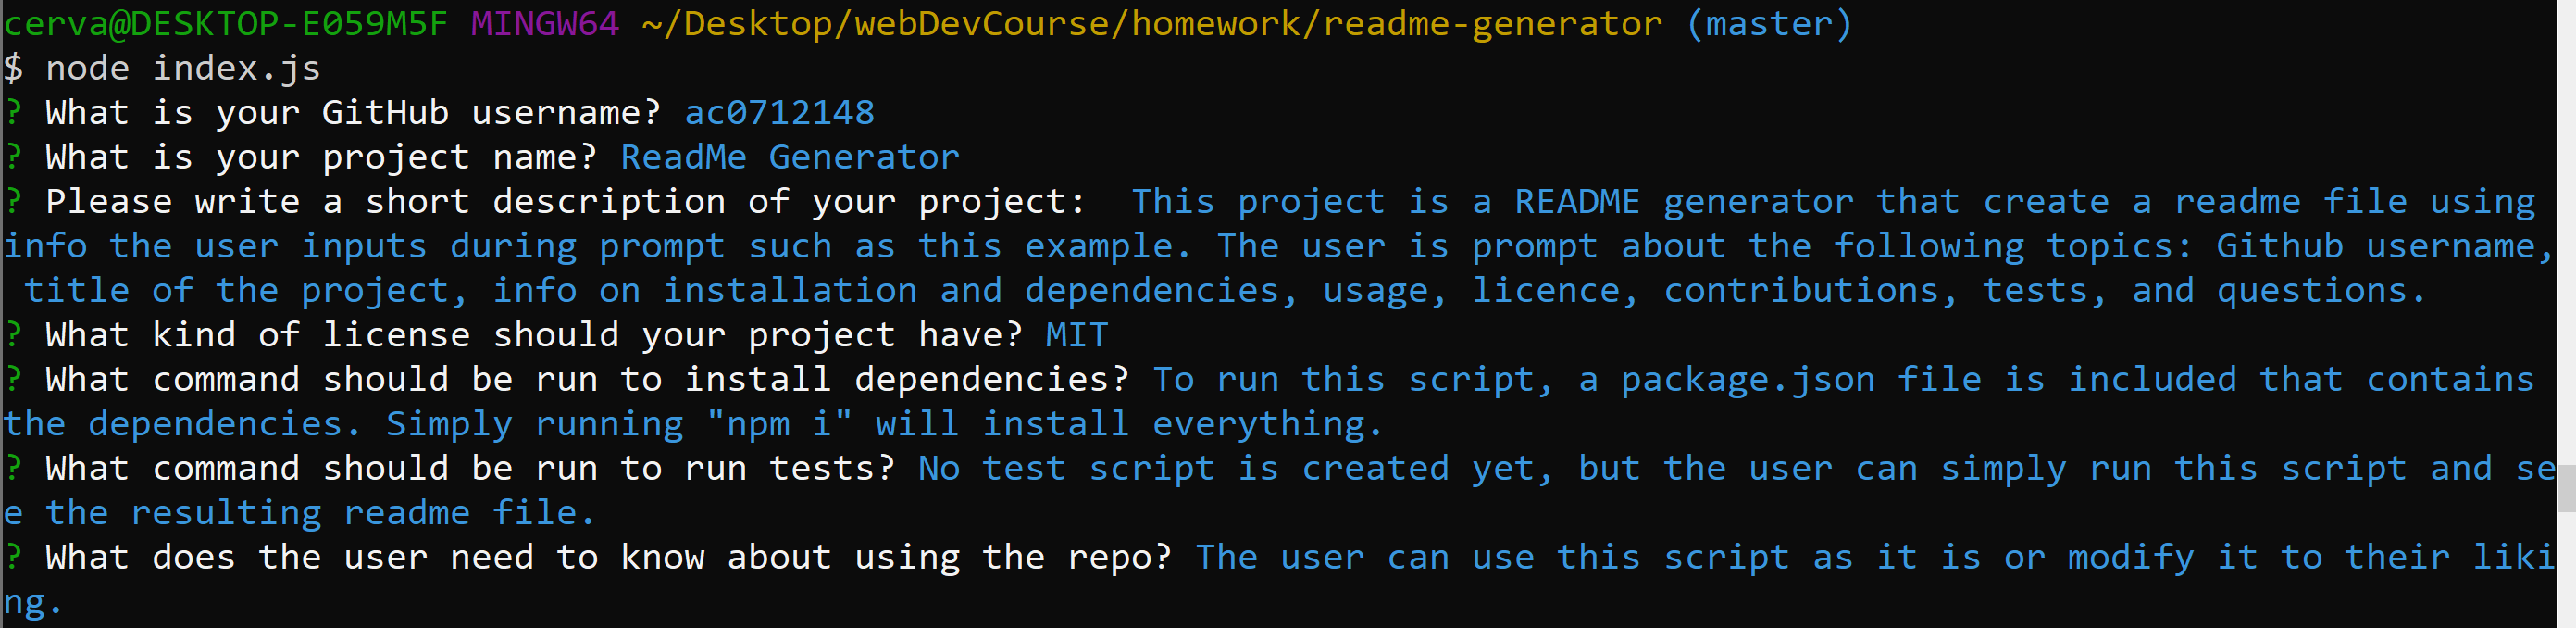 cerva@DESKTOP-E059M5F MINGW64 ~/Desktop/webDevCourse/homework/readme-generator (master)
$ node index.js
? What is your GitHub username? ac0712148
? What is your project name? ReadMe Generator
? Please write a short description of your project:  This project is a README generator that create a readme file using
info the user inputs during prompt such as this example. The user is prompt about the following topics: Github username,
 title of the project, info on installation and dependencies, usage, licence, contributions, tests, and questions.
? What kind of license should your project have? MIT
? What command should be run to install dependencies? To run this script, a package.json file is included that contains
the dependencies. Simply running "npm i" will install everything.
? What command should be run to run tests? No test script is created yet, but the user can simply run this script and se
e the resulting readme file.
? What does the user need to know about using the repo? The user can use this script as it is or modify it to their liki
ng.